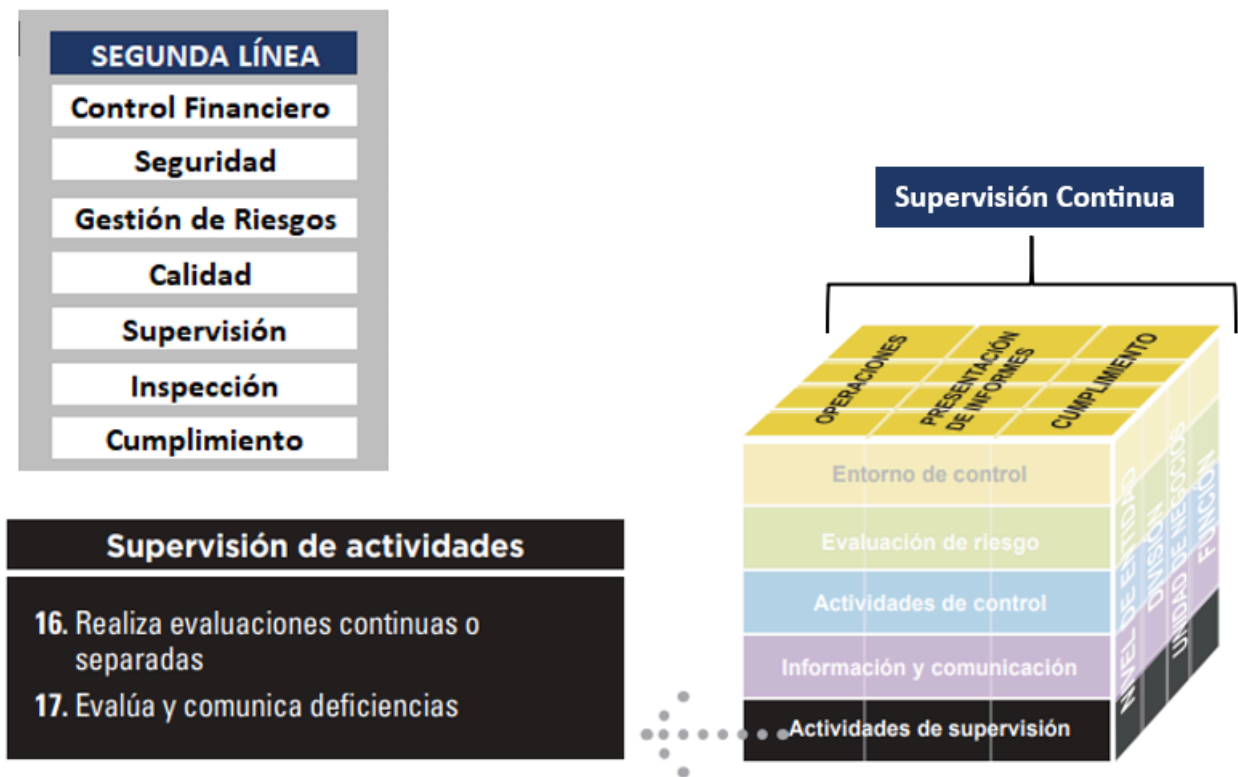 SEGUNDA LÍNEA
Control Financiero
Seguridad
Gestión de Riesgos
Calidad
Supervisión
Inspección
Cumplimiento
Supervisión de actividades
16. Realiza evaluaciones continuas o
separadas
17. Evalúa y comunica deficiencias
Supervisión Continua
OPERACIONES
PRESENTACIÓN
DE INFORMES
CUMPLIMIENTO
Entorno de control
Evaluación de riesgo
Actividades de control
Información y comunicación
Actividades de supervisión
NIVEL DE ENTIDAD
DIVISIÓN
UNIDAD DE NEGOCIOS
FUNCIÓN